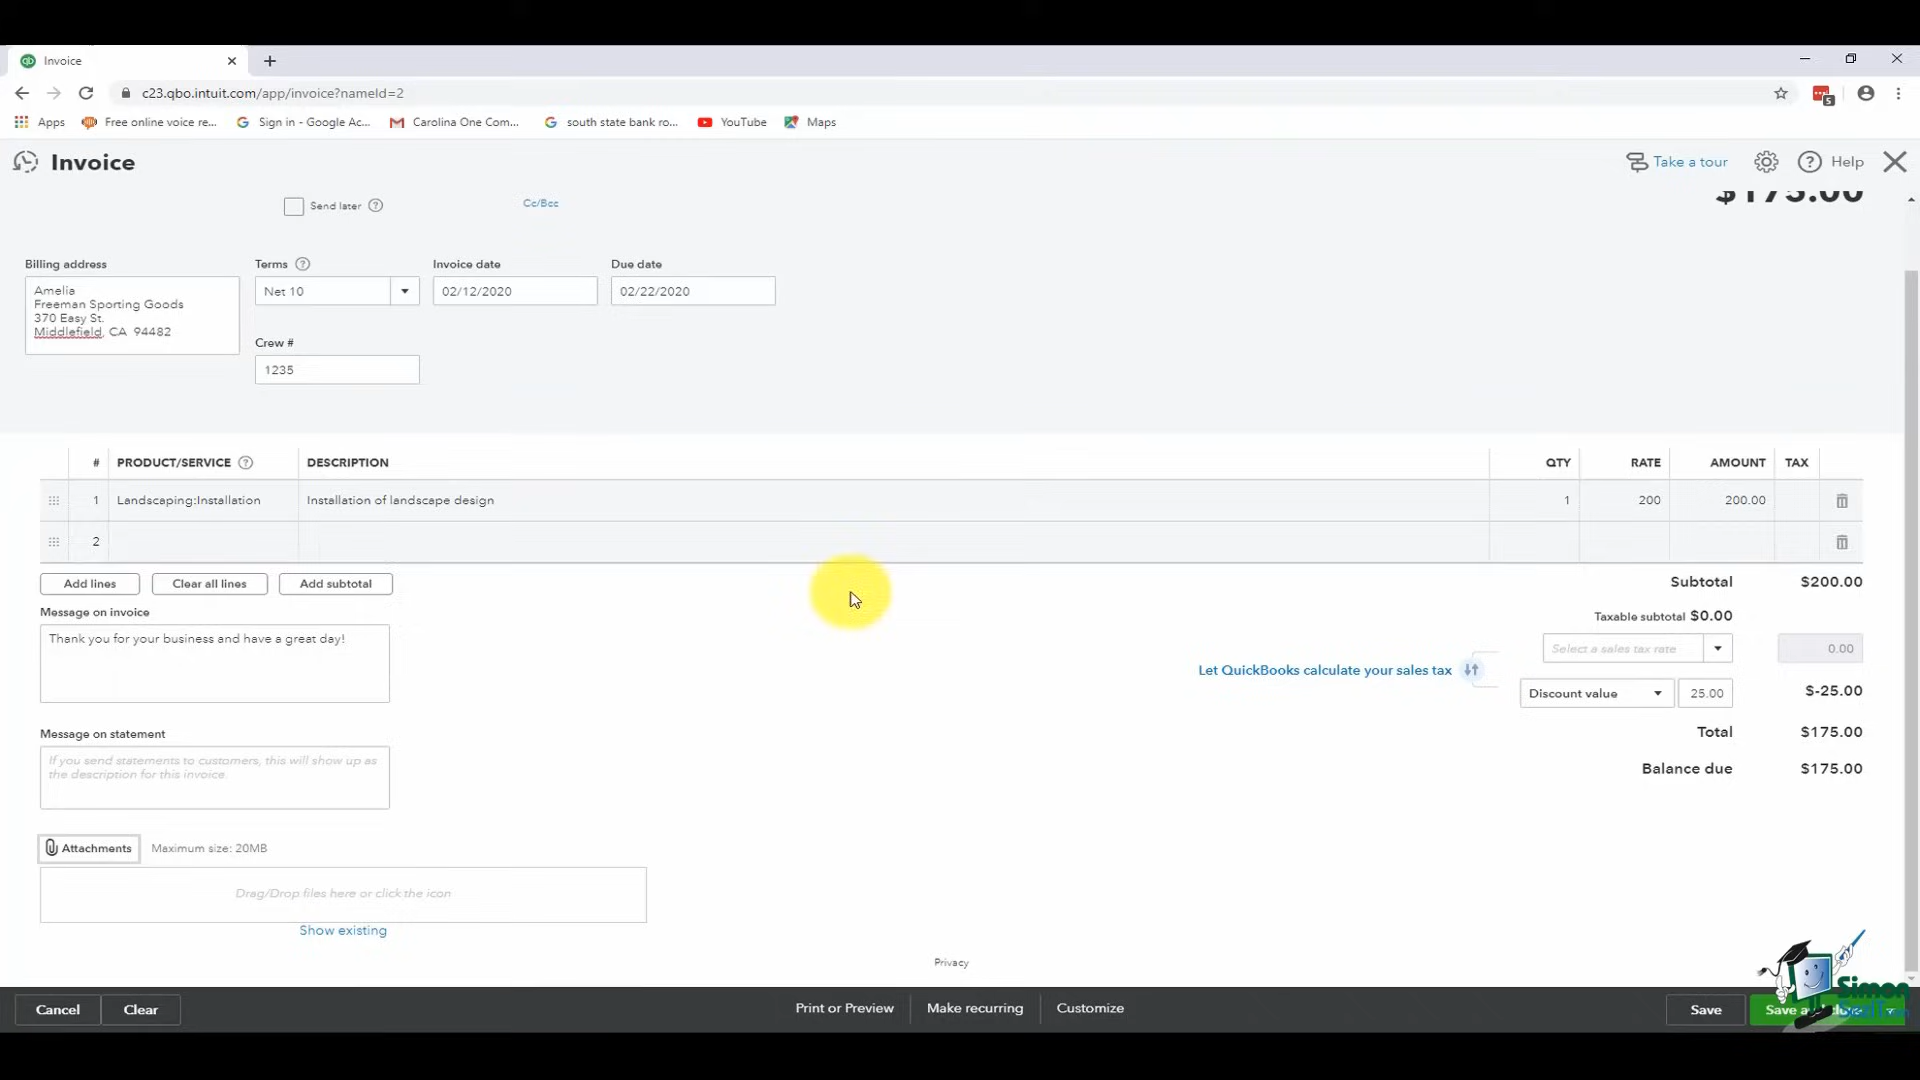 Invoice
c23.qbo.intuit.com/app/invoice?nameId=2
5
Apps Free online voice re... Sign in - Google Ac... Carolina One Com... south state bank ro... YouTube Maps
Invoice
Take a tour Help
$175.00
Send later
Cc/Bcc
Billing address
Amelia
Freeman Sporting Goods
370 Easy St.
Middlefield, CA 94482
Terms
Net 10
Invoice date
02/12/2020
Due date
02/22/2020
Crew #
1235
# PRODUCT/SERVICE DESCRIPTION QTY RATE AMOUNT TAX
1 Landscaping:Installation Installation of landscape design 1 200 200.00
2
Add lines Clear all lines Add subtotal
Subtotal $200.00
Message on invoice
Thank you for your business and have a great day!
Taxable subtotal $0.00
Select a sales tax rate 0.00
Let QuickBooks calculate your sales tax
Discount value 25.00 $-25.00
Total $175.00
Balance due $175.00
Message on statement
If you send statements to customers, this will show up as
the description for this invoice.
Attachments Maximum size: 20MB
Drag/Drop files here or click the icon
Show existing
Privacy
Cancel Clear Print or Preview Make recurring Customize Save Save a
Simon